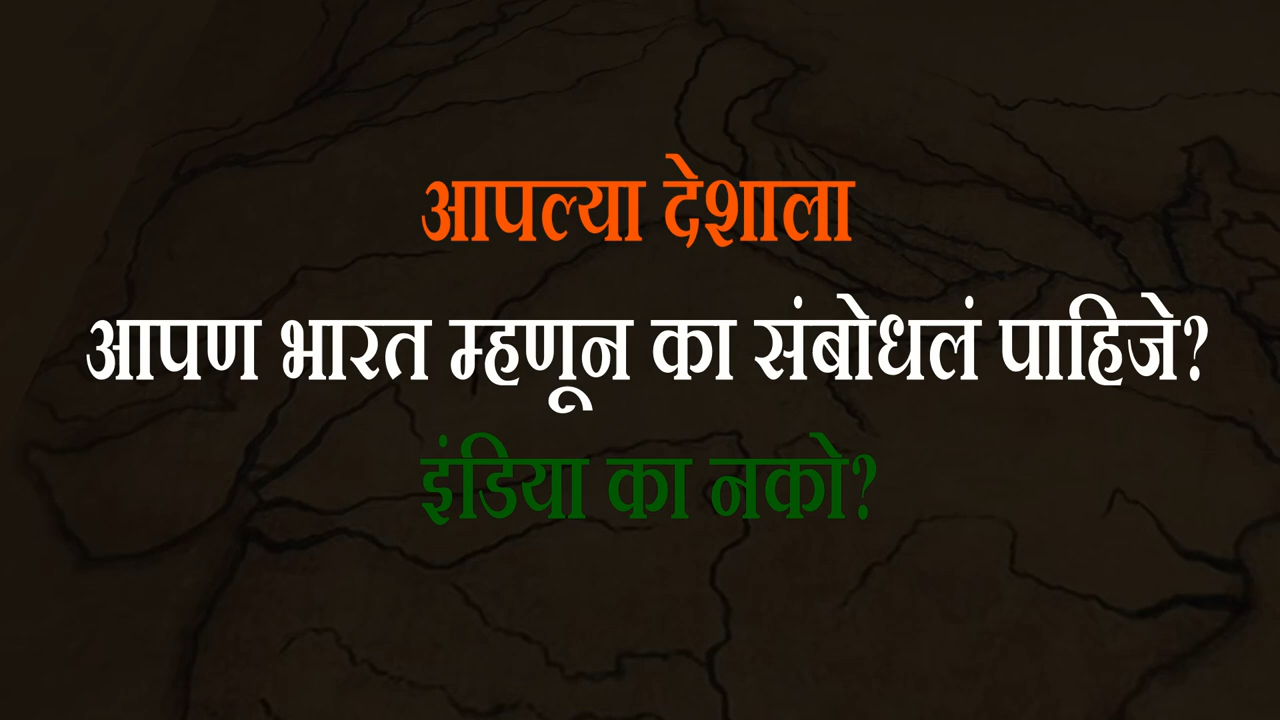 आपल्या देशाला
आपण भारत म्हणून का संबोधलं पाहिजे?
इंडिया का नको?